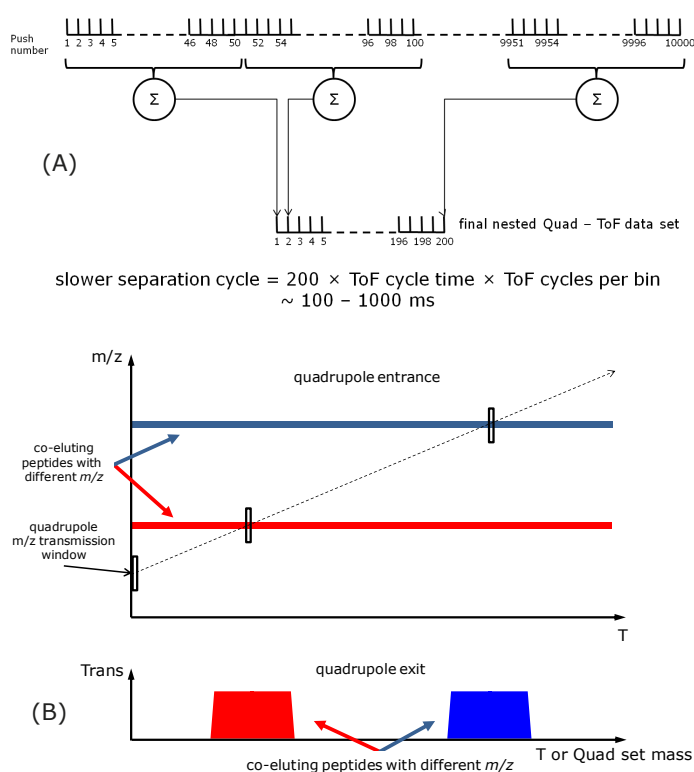 Push
number
1 2 3 4 5 46 48 50 52 54 96 98 100 9951 9954 9996 10000
Σ Σ Σ
(A)
1 2 3 4 5 196 198 200
final nested Quad – ToF data set
slower separation cycle = 200 × ToF cycle time × ToF cycles per bin
~ 100 – 1000 ms
m/z
quadrupole entrance
co-eluting
peptides with
different m/z
quadrupole
m/z transmission
window
T
Trans
quadrupole exit
(B)
T or Quad set mass
co-eluting peptides with different m/z